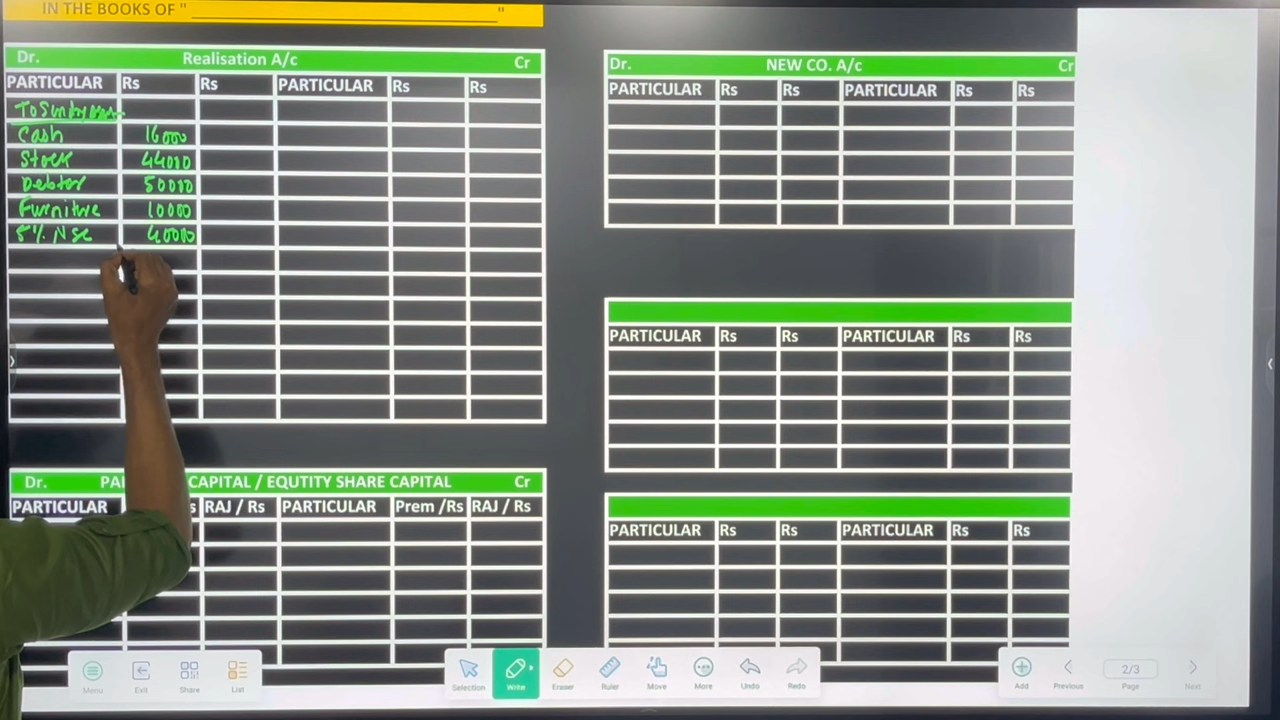 IN THE BOOKS OF " "
Dr. Realisation A/c Cr
PARTICULAR Rs Rs PARTICULAR Rs Rs
To Sundry
Cash 16000
Stock 44000
Debtor 50000
Furniture 10000
5% NSC 40000
Dr. CAPITAL / EQUTITY SHARE CAPITAL Cr
PARTICULAR RAJ / Rs PARTICULAR Prem /Rs RAJ / Rs
Dr. NEW CO. A/c Cr
PARTICULAR Rs Rs PARTICULAR Rs Rs
PARTICULAR Rs Rs PARTICULAR Rs Rs
PARTICULAR Rs Rs PARTICULAR Rs Rs
Menu Exit Share List
Selection Write Eraser Ruler Move More Undo Redo
Add Previous 2/3 Page Next